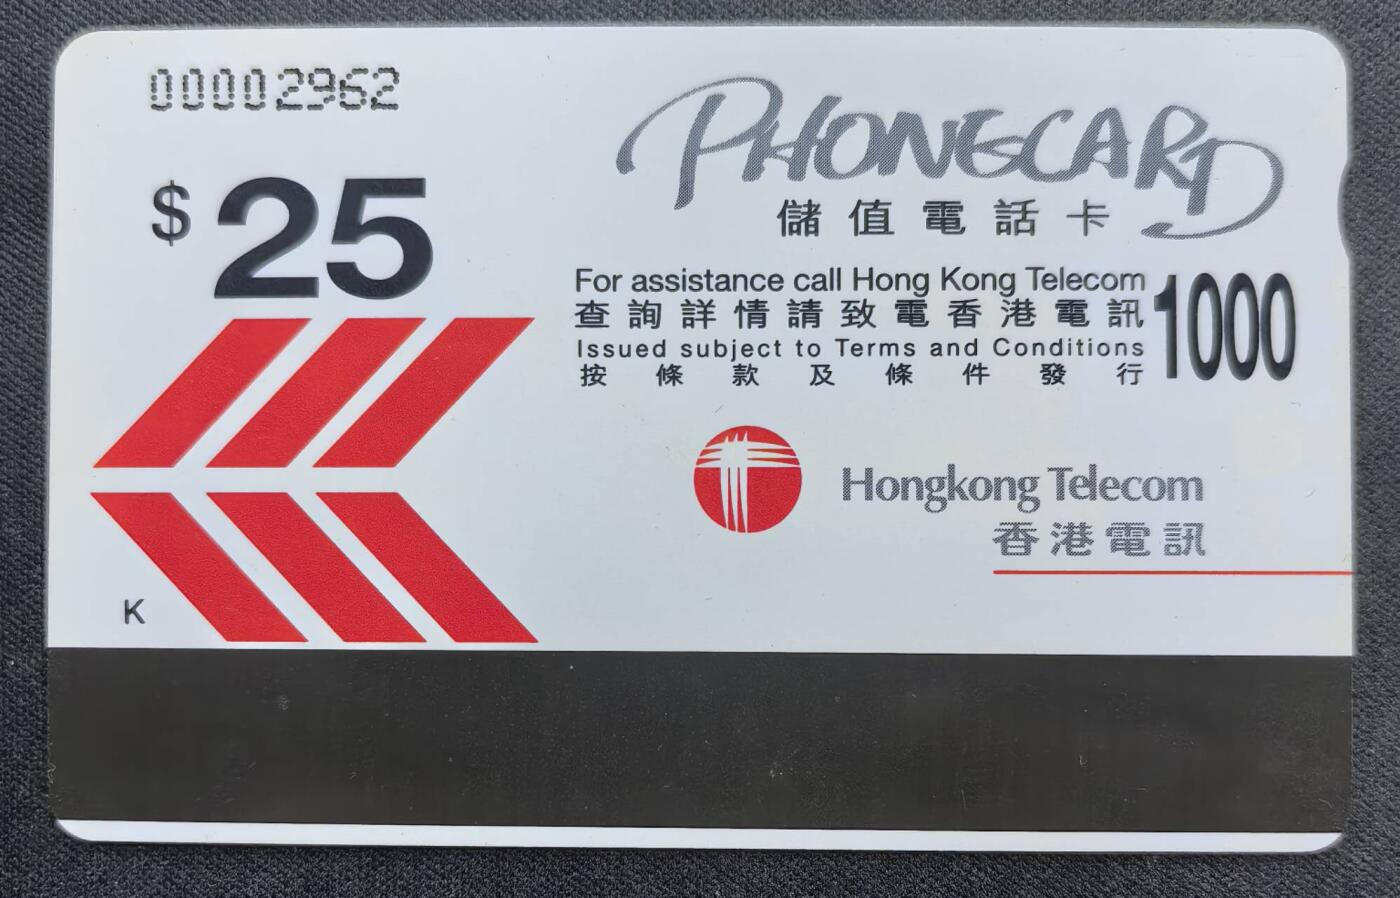 00002962
$25
PHONECARD
儲值電話卡
For assistance call Hong Kong Telecom
查詢詳情請致電香港電訊
1000
Issued subject to Terms and Conditions
按條款及條件發行
Hongkong Telecom
香港電訊
K